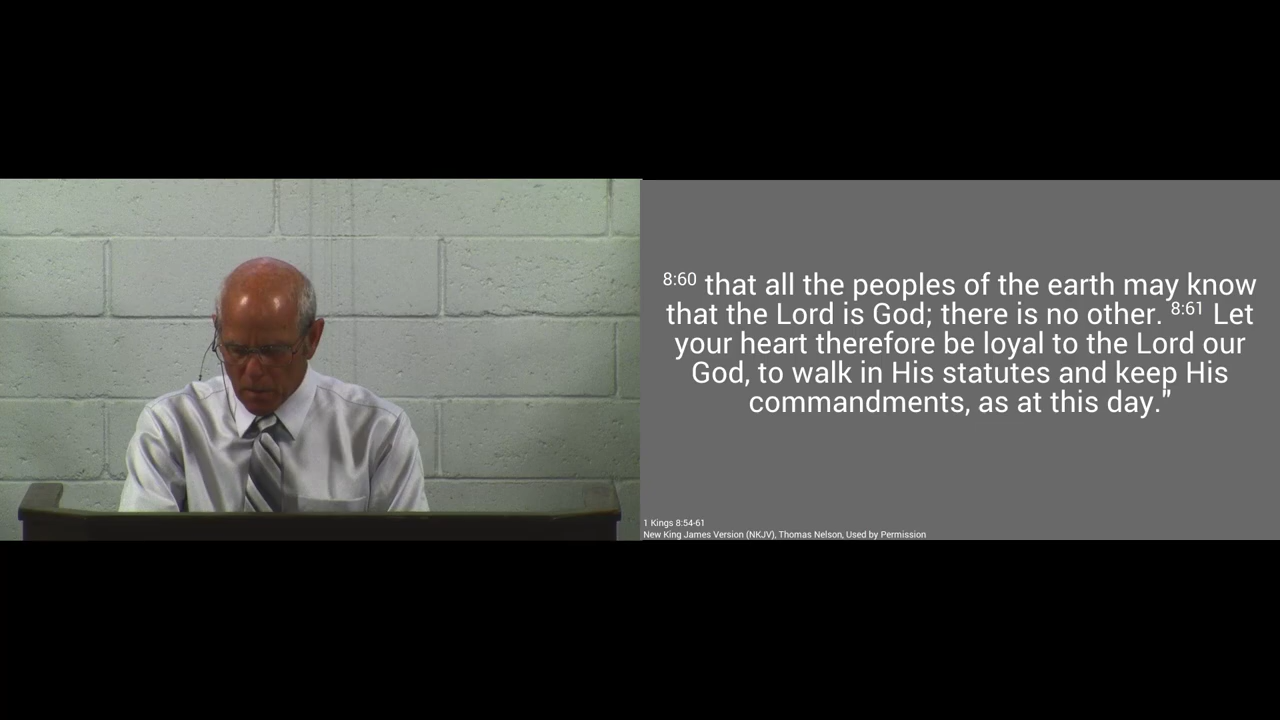 8:60 that all the peoples of the earth may know
that the Lord is God; there is no other. 8:61 Let
your heart therefore be loyal to the Lord our
God, to walk in His statutes and keep His
commandments, as at this day."
1 Kings 8:54-61
New King James Version (NKJV), Thomas Nelson, Used by Permission